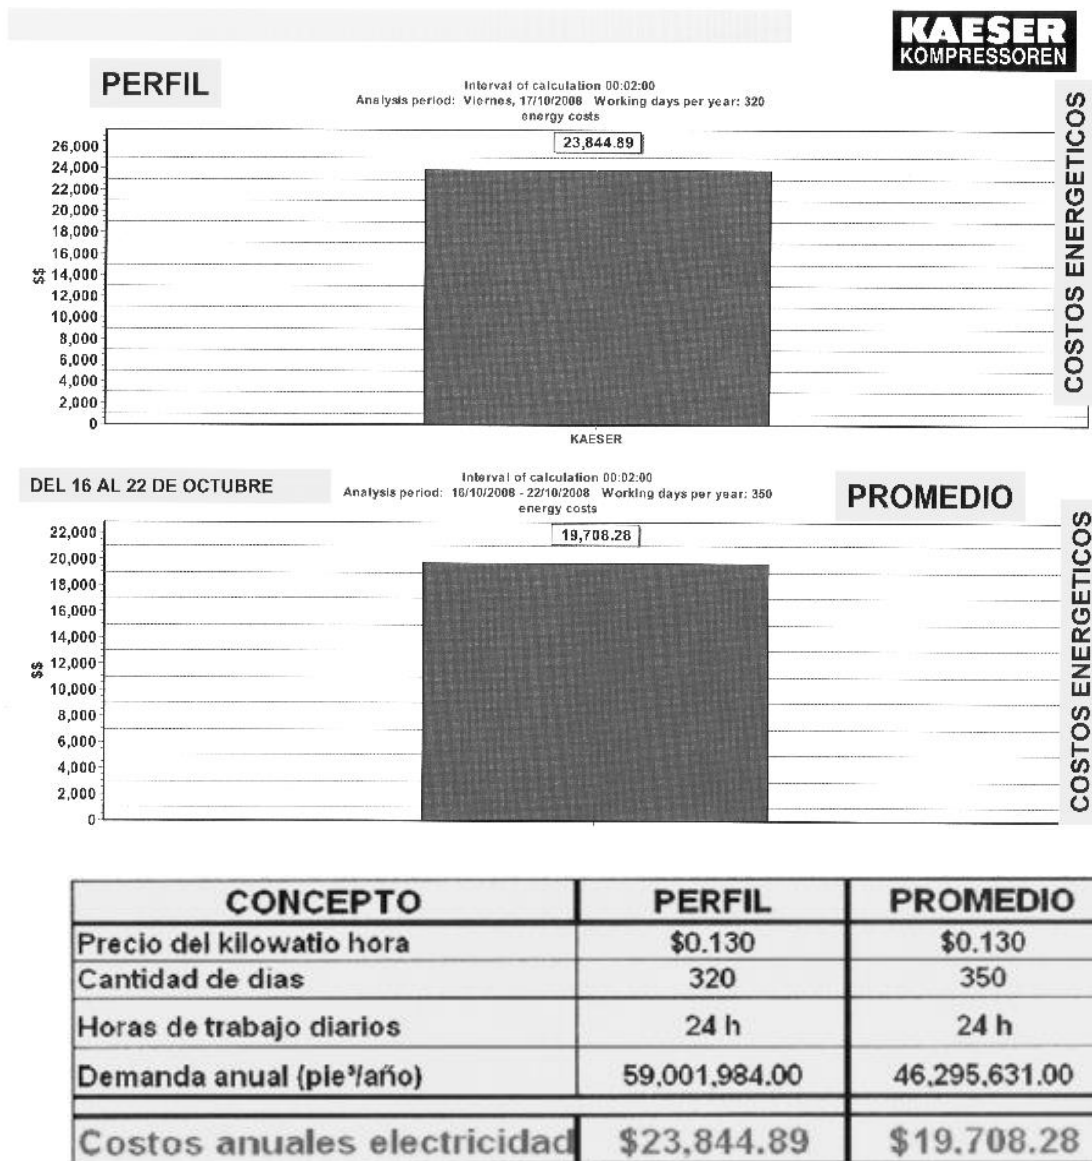 KAESER
KOMPRESSOREN
PERFIL
Interval of calculation 00:02:00
Analysis period: Viernes, 17/10/2008 Working days per year: 320
energy costs
23,844.89
26,000
24,000
22,000
20,000
18,000
16,000
14,000
12,000
10,000
8,000
6,000
4,000
2,000
0
$$
KAESER
COSTOS ENERGETICOS
DEL 16 AL 22 DE OCTUBRE
Interval of calculation 00:02:00
Analysis period: 16/10/2008 - 22/10/2008 Working days per year: 350
energy costs
PROMEDIO
19,708.28
22,000
20,000
18,000
16,000
14,000
12,000
10,000
8,000
6,000
4,000
2,000
0
$$
COSTOS ENERGETICOS
CONCEPTO PERFIL PROMEDIO
Precio del kilowatio hora $0.130 $0.130
Cantidad de dias 320 350
Horas de trabajo diarios 24 h 24 h
Demanda anual (pie³/año) 59.001,984.00 46,295,631.00
Costos anuales electricidad $23,844.89 $19.708.28